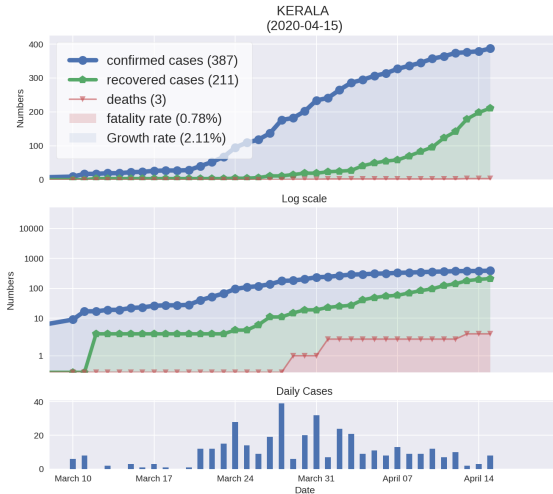 KERALA
(2020-04-15)
400
300
200
100
0
Numbers
confirmed cases (387)
recovered cases (211)
deaths (3)
fatality rate (0.78%)
Growth rate (2.11%)
Log scale
10000
1000
100
10
1
Numbers
Daily Cases
40
20
0
March 10 March 17 March 24 March 31 April 07 April 14
Date